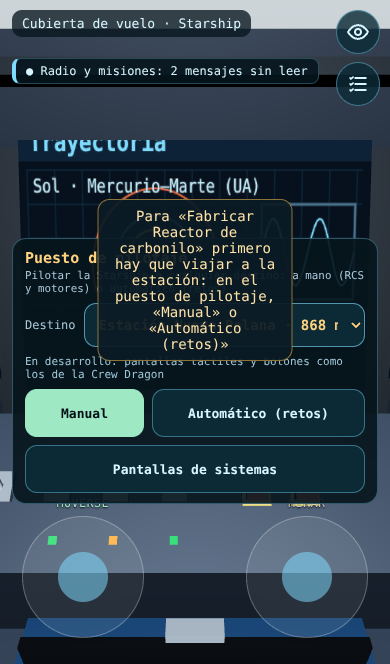 Cubierta de vuelo · Starship
● Radio y misiones: 2 mensajes sin leer
Trayectoria
Sol · Mercurio–Marte (UA)
Para «Fabricar
Reactor de
carbonilo» primero
hay que viajar a la
estación: en el
puesto de pilotaje,
«Manual» o
«Automático
(retos)»
Puesto de
Pilotar la
a mano (RCS
y motores)
Destino
868
En desarrollo: pantallas táctiles y botones como
los de la Crew Dragon
Manual
Automático (retos)
Pantallas de sistemas
MOVERSE